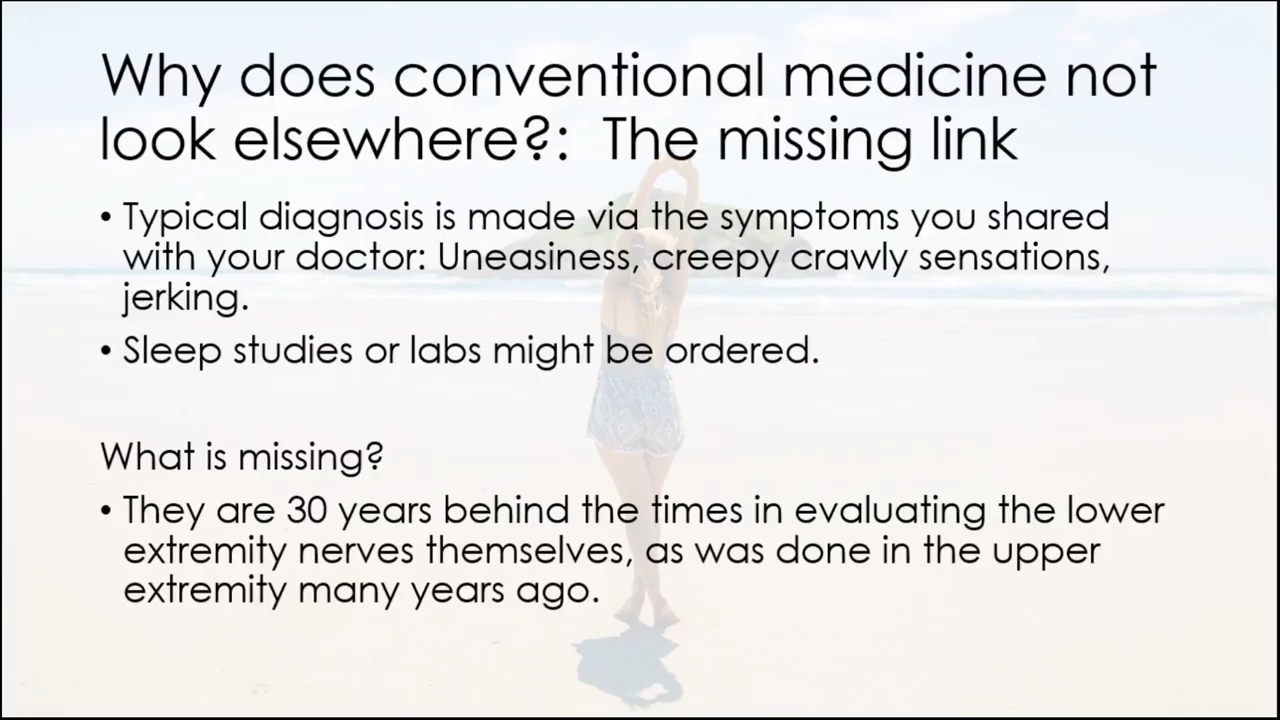 Why does conventional medicine not
look elsewhere?: The missing link
• Typical diagnosis is made via the symptoms you shared
with your doctor: Uneasiness, creepy crawly sensations,
jerking.
• Sleep studies or labs might be ordered.
What is missing?
• They are 30 years behind the times in evaluating the lower
extremity nerves themselves, as was done in the upper
extremity many years ago.